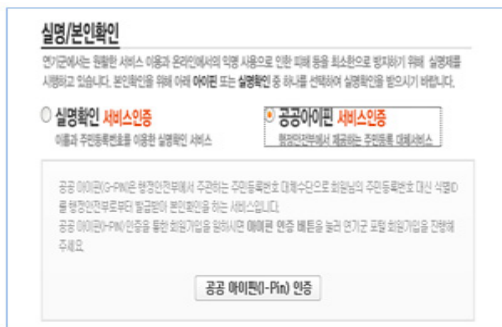 실명/본인확인
연기군에서는 원활한 서비스 이용과 온라인에서의 익명 사용으로 인한 피해 등을 최소한으로 방지하기 위해 실명제를
시행하고 있습니다. 본인확인을 위해 아래 아이핀 또는 실명확인 중 하나를 선택하여 실명확인을 받으시기 바랍니다.
실명확인 서비스인증
이름과 주민등록번호를 이용한 실명확인 서비스
공공아이핀 서비스인증
행정안전부에서 제공하는 주민등록 대체서비스
공공 아이핀(G-PIN)은 행정안전부에서 주관하는 주민등록번호 대체수단으로 회원님의 주민등록번호 대신 식별ID
를 행정안전부로부터 발급받아 본인확인을 하는 서비스입니다.
공공 아이핀(I-PIN) 인증을 통한 회원가입을 원하시면 아이핀 인증 버튼을 눌러 연기군 포털 회원가입을 진행해
주세요.
공공 아이핀(I-Pin) 인증